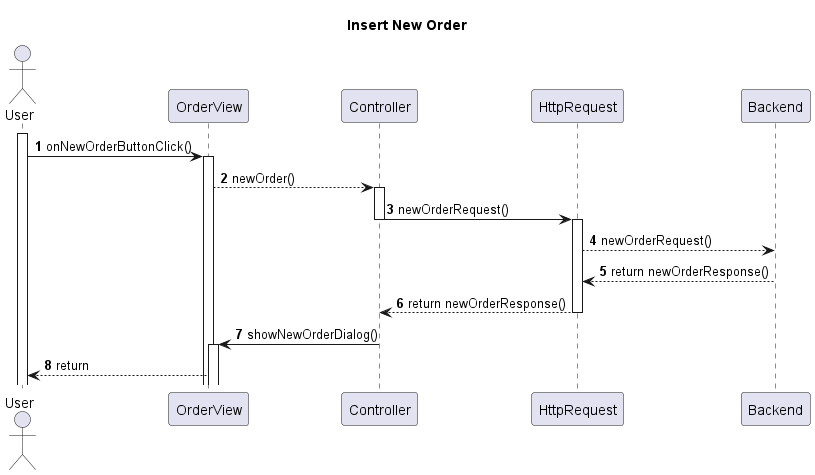 Insert New Order
User
OrderView
Controller
HttpRequest
Backend
1 onNewOrderButtonClick()
2 newOrder()
3 newOrderRequest()
4 newOrderRequest()
5 return newOrderResponse()
6 return newOrderResponse()
7 showNewOrderDialog()
8 return
User
OrderView
Controller
HttpRequest
Backend